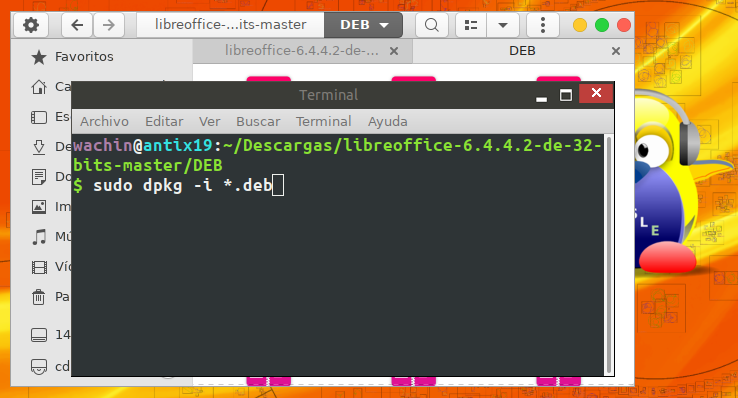 libreoffice-...its-master
DEB
libreoffice-6.4.4.2-de-...
DEB
Favoritos
Ca
Es
De
Do
Im
Mú
Víd
Pa
14
cd
Terminal
Archivo Editar Ver Buscar Terminal Ayuda
wachin@antix19:~/Descargas/libreoffice-6.4.4.2-de-32-
bits-master/DEB
$ sudo dpkg -i *.deb
LE